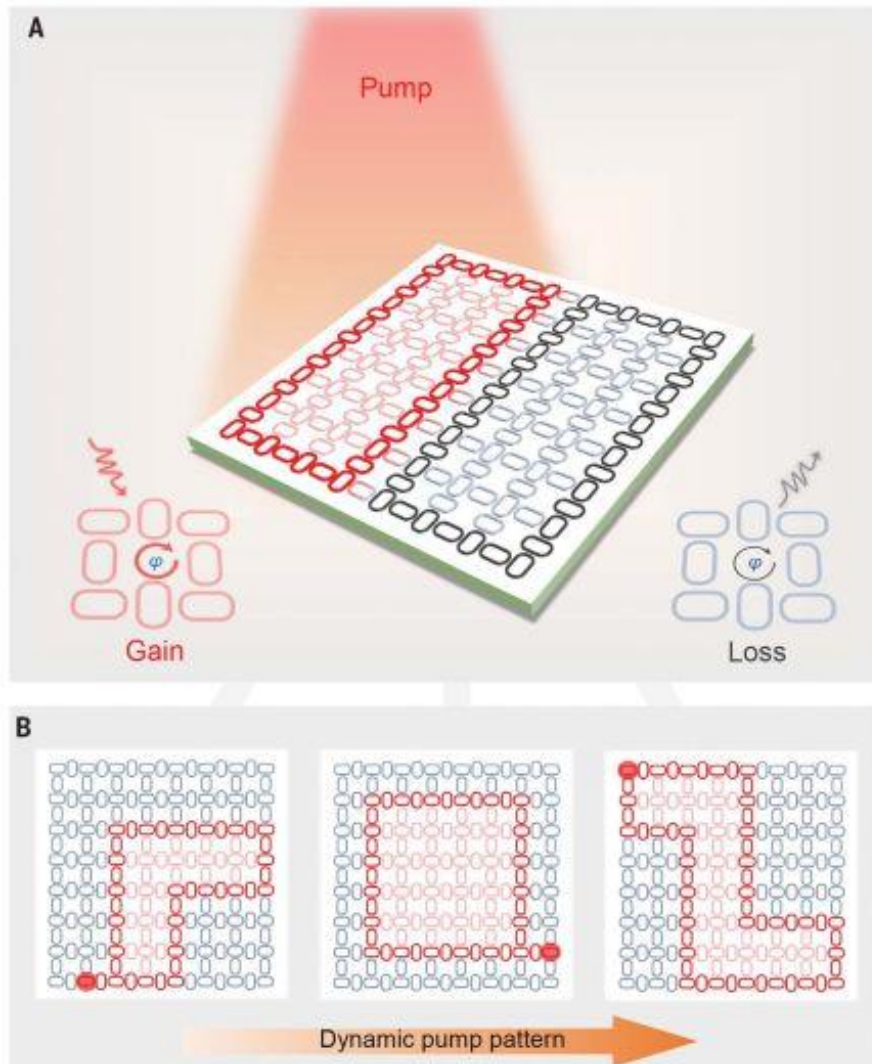 A
Pump
φ
Gain
φ
Loss
B
Dynamic pump pattern